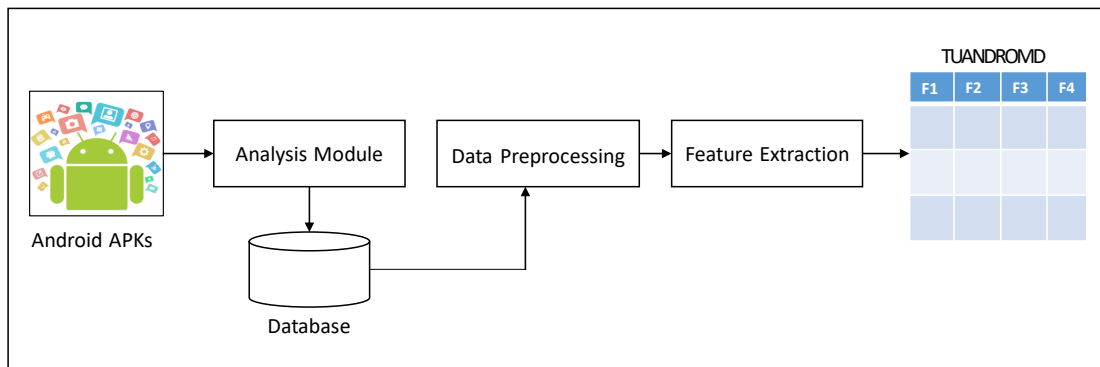 TUANDROMD
F1 F2 F3 F4
Analysis Module
Data Preprocessing
Feature Extraction
Android APKs
Database